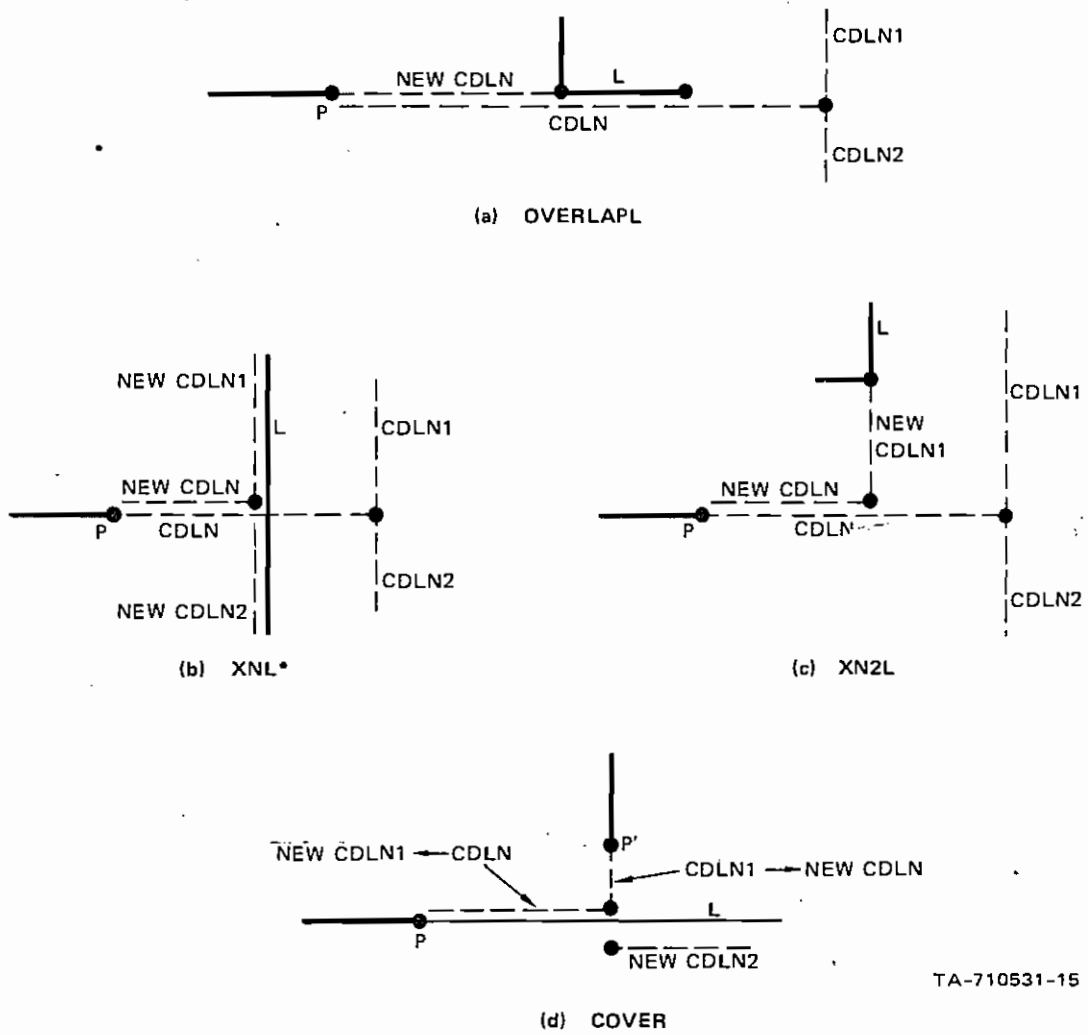 CDLN1
NEW CDLN
L
P
CDLN
CDLN2
(a) OVERLAPL
NEW CDLN1
L
CDLN1
NEW CDLN
P
CDLN
NEW CDLN2
CDLN2
(b) XNL*
L
CDLN1
NEW
CDLN1
NEW CDLN
P
CDLN
CDLN2
(c) XN2L
P'
NEW CDLN1 ← CDLN
CDLN1 → NEW CDLN
L
P
NEW CDLN2
TA-710531-15
(d) COVER